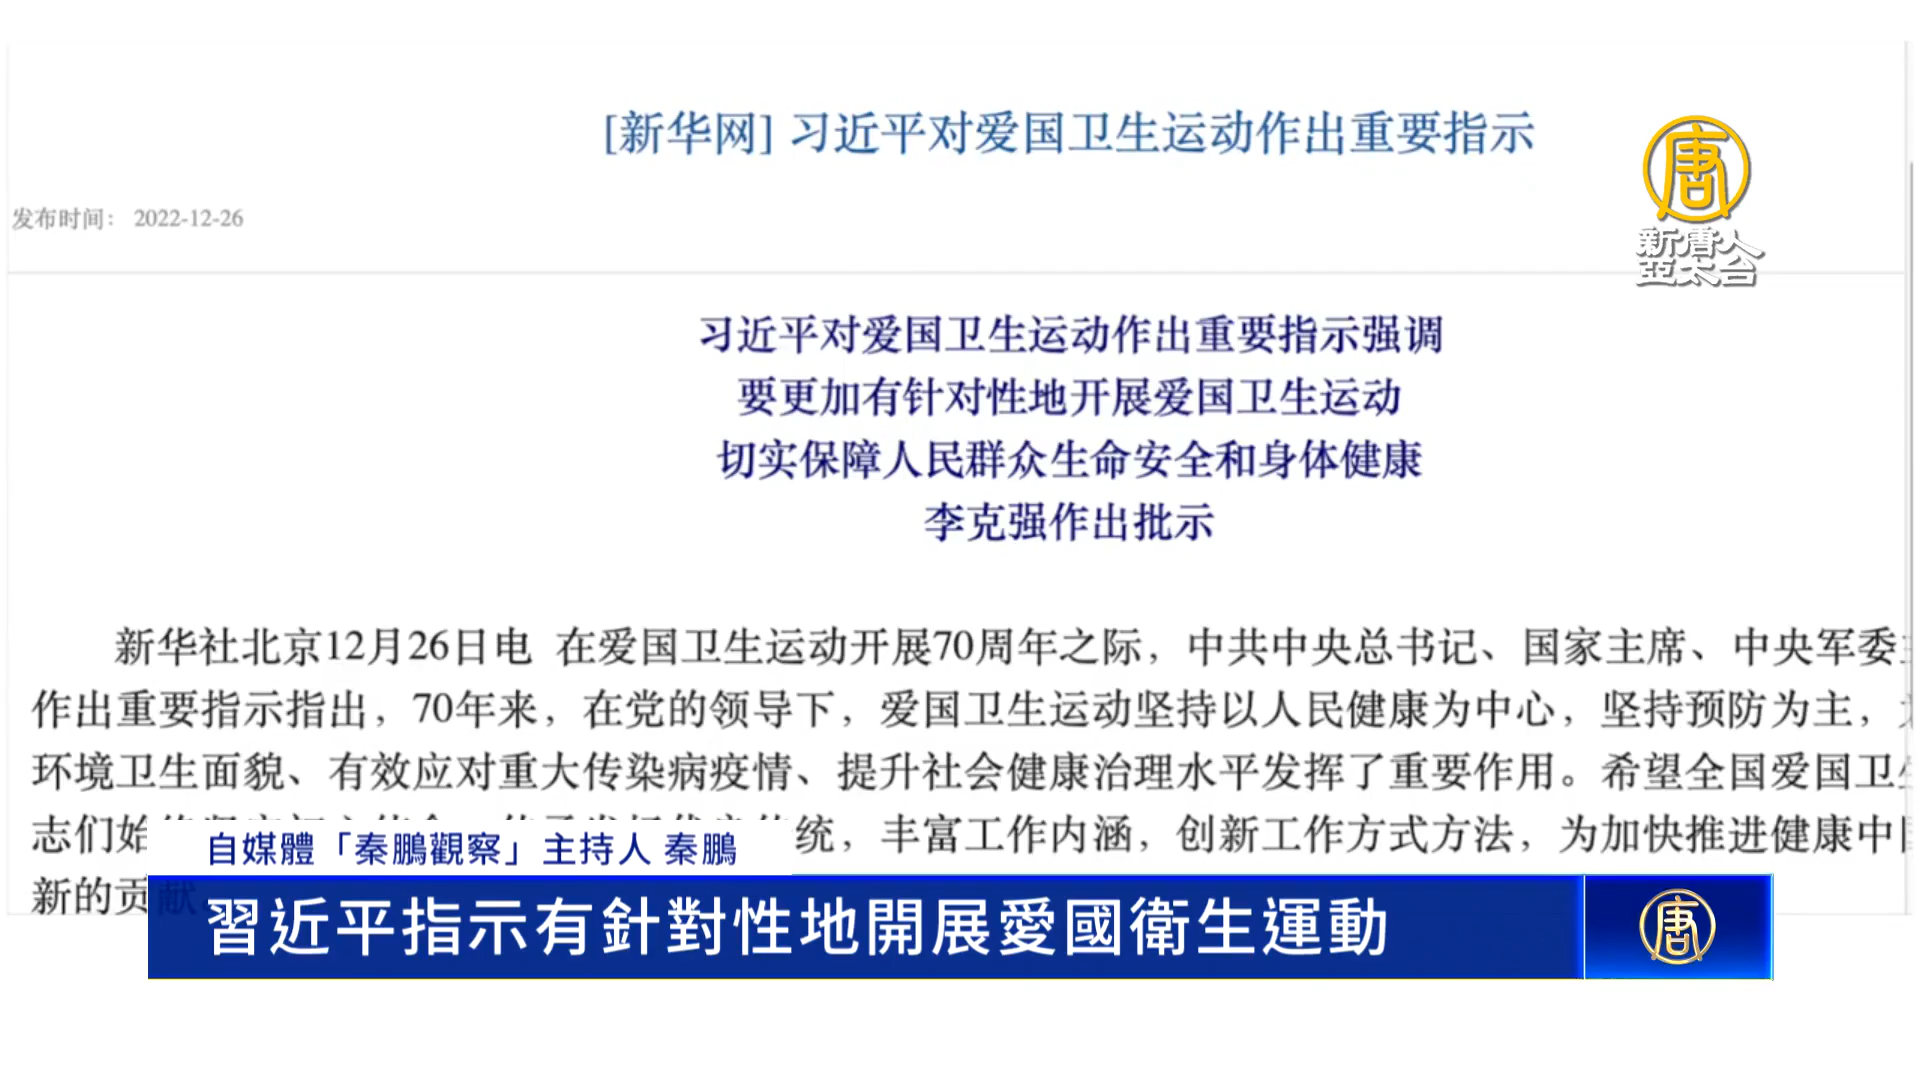 [新华网] 习近平对爱国卫生运动作出重要指示
唐
新唐人
亞太台
发布时间： 2022-12-26
习近平对爱国卫生运动作出重要指示强调
要更加有针对性地开展爱国卫生运动
切实保障人民群众生命安全和身体健康
李克强作出批示
新华社北京12月26日电 在爱国卫生运动开展70周年之际，中共中央总书记、国家主席、中央军委
作出重要指示指出，70年来，在党的领导下，爱国卫生运动坚持以人民健康为中心，坚持预防为主，
环境卫生面貌、有效应对重大传染病疫情、提升社会健康治理水平发挥了重要作用。希望全国爱国卫
志们始 统，丰富工作内涵，创新工作方式方法，为加快推进健康中
新的贡献
自媒體「秦鵬觀察」主持人 秦鵬
習近平指示有針對性地開展愛國衛生運動
唐